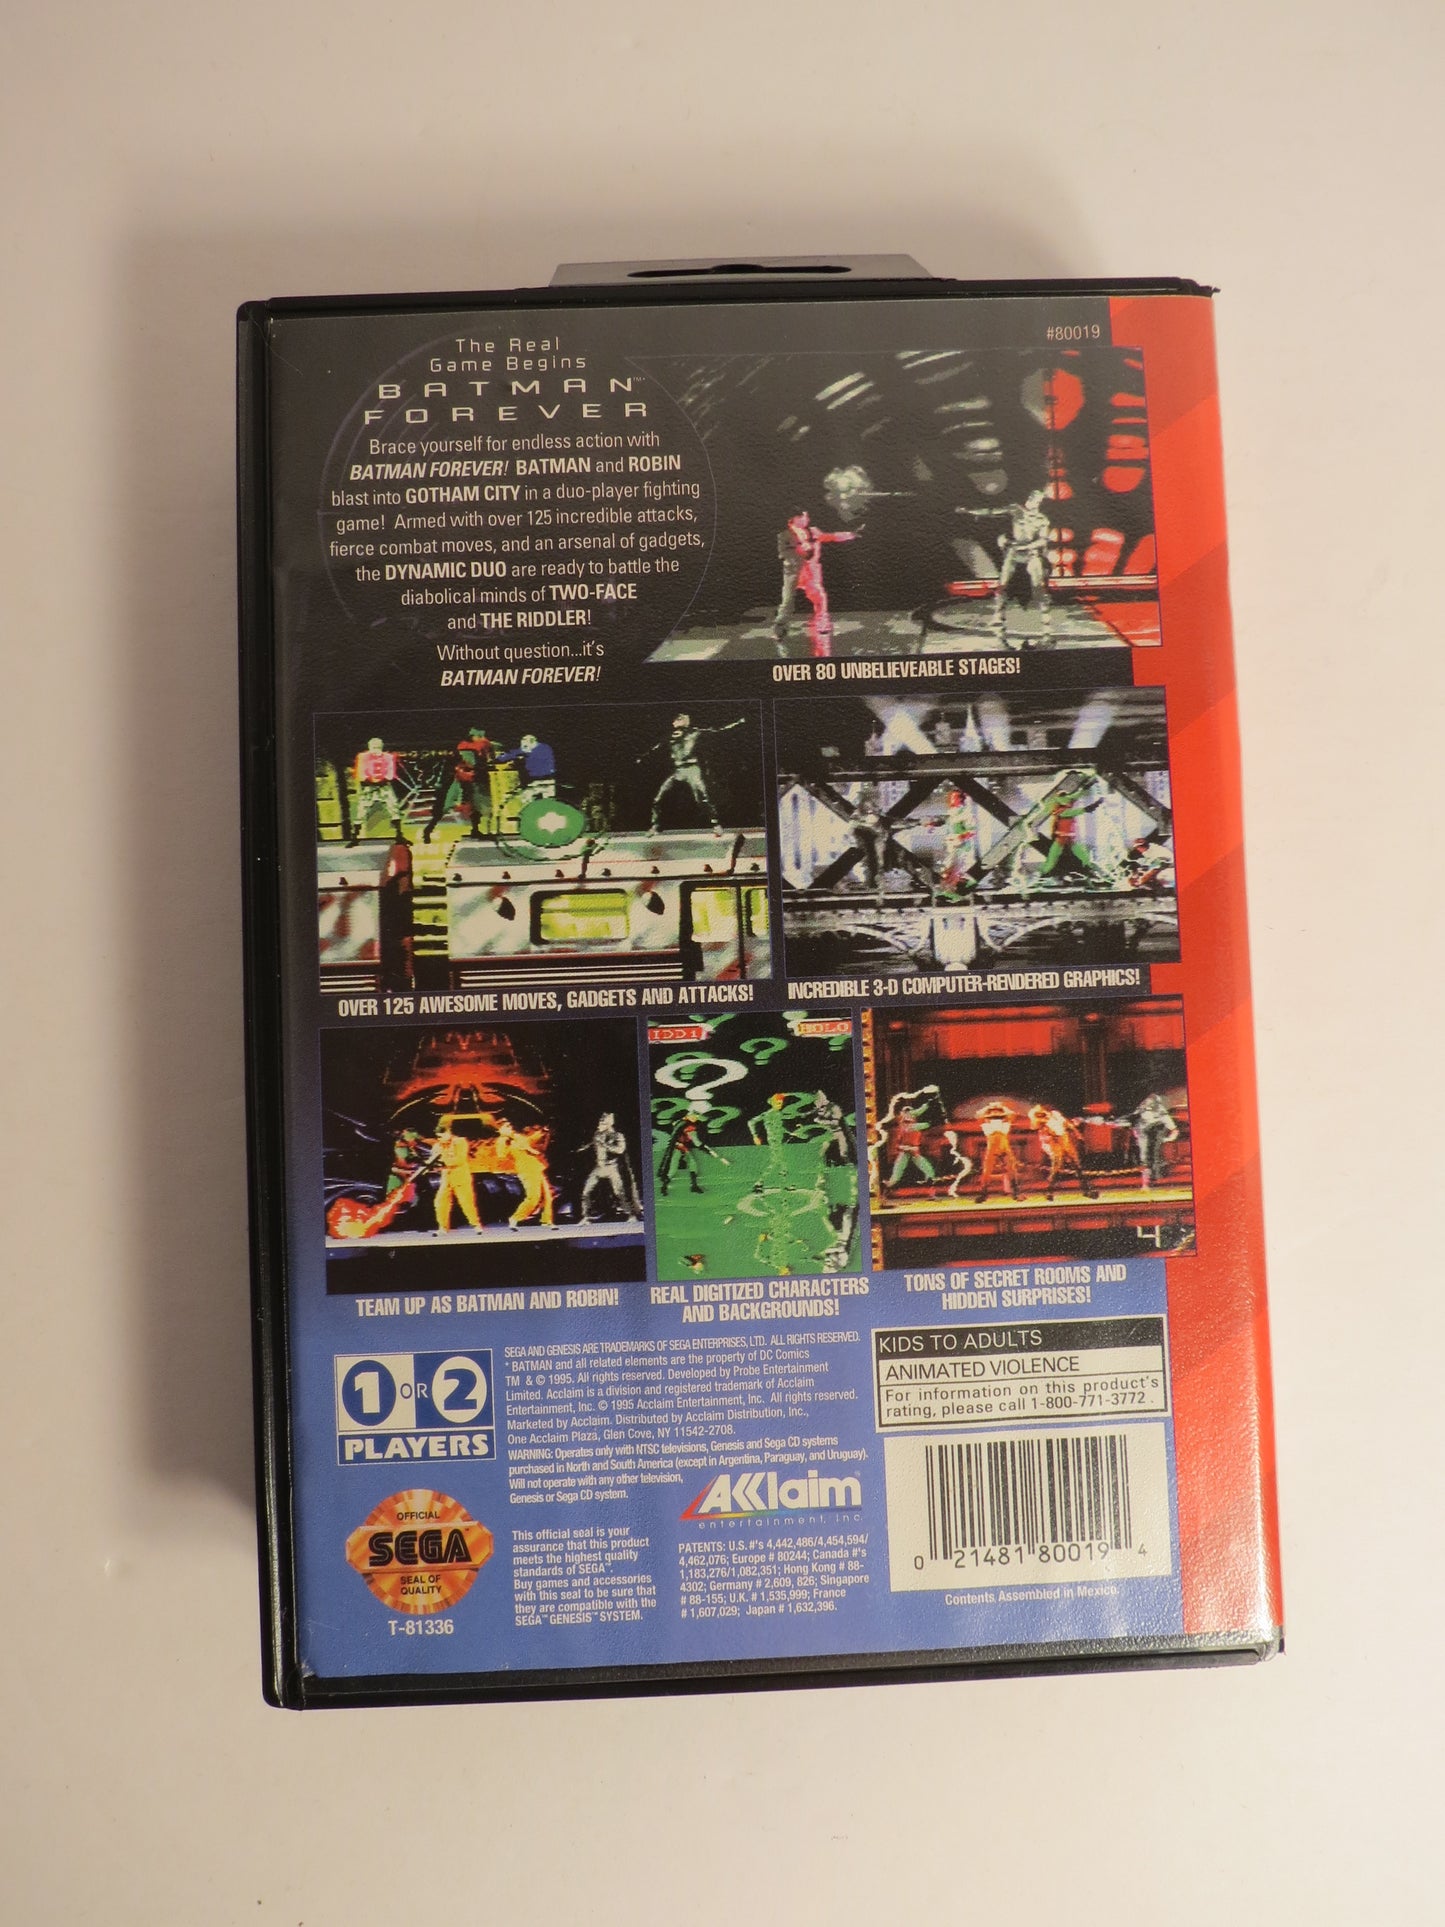 #80019
The Real
Game Begins
BATMAN™
FOREVER
Brace yourself for endless action with
BATMAN FOREVER! BATMAN and ROBIN
blast into GOTHAM CITY in a duo-player fighting
game! Armed with over 125 incredible attacks,
fierce combat moves, and an arsenal of gadgets,
the DYNAMIC DUO are ready to battle the
diabolical minds of TWO-FACE
and THE RIDDLER!
Without question...it's
BATMAN FOREVER!
OVER 80 UNBELIEVEABLE STAGES!
OVER 125 AWESOME MOVES, GADGETS AND ATTACKS!
INCREDIBLE 3-D COMPUTER-RENDERED GRAPHICS!
IDDI
HOLO
4
TEAM UP AS BATMAN AND ROBIN!
REAL DIGITIZED CHARACTERS
AND BACKGROUNDS!
TONS OF SECRET ROOMS AND
HIDDEN SURPRISES!
1 OR 2
PLAYERS
SEGA AND GENESIS ARE TRADEMARKS OF SEGA ENTERPRISES, LTD. ALL RIGHTS RESERVED.
* BATMAN and all related elements are the property of DC Comics
TM & © 1995. All rights reserved. Developed by Probe Entertainment
Limited. Acclaim is a division and registered trademark of Acclaim
Entertainment, Inc. © 1995 Acclaim Entertainment, Inc. All rights reserved.
Marketed by Acclaim. Distributed by Acclaim Distribution, Inc.,
One Acclaim Plaza, Glen Cove, NY 11542-2708.
WARNING: Operates only with NTSC televisions, Genesis and Sega CD systems
purchased in North and South America (except in Argentina, Paraguay, and Uruguay).
Will not operate with any other television,
Genesis or Sega CD system.
KIDS TO ADULTS
ANIMATED VIOLENCE
For information on this product's
rating, please call 1-800-771-3772.
OFFICIAL
SEGA™
SEAL OF
QUALITY
T-81336
This official seal is your
assurance that this product
meets the highest quality
standards of SEGA™.
Buy games and accessories
with this seal to be sure that
they are compatible with the
SEGA™ GENESIS™ SYSTEM.
AKKlaim®
entertainment, inc.
PATENTS: U.S. #'s 4,442,486/4,454,594/
4,462,076; Europe # 80244; Canada #'s
1,183,276/1,082,351; Hong Kong # 88-
4302; Germany # 2,609,826; Singapore
# 88-155; U.K. # 1,535,999; France
# 1,607,029; Japan # 1,632,396.
0 21481 80019 4
Contents Assembled in Mexico.